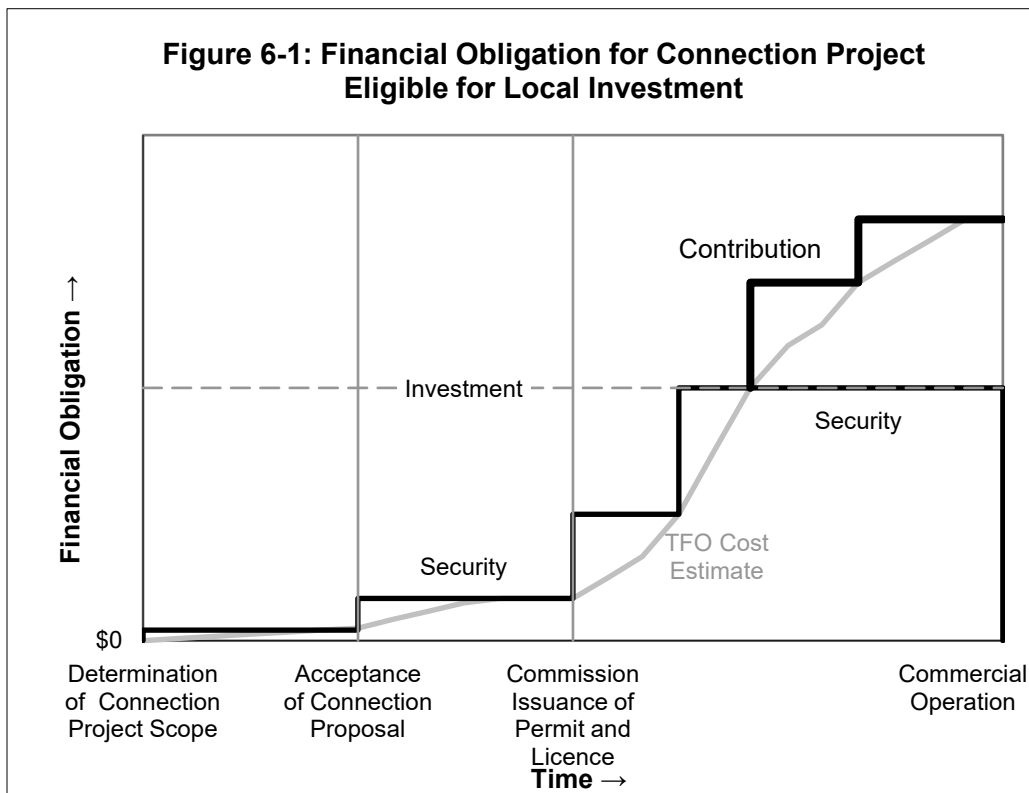 Figure 6-1: Financial Obligation for Connection Project
Eligible for Local Investment
Financial Obligation →
Contribution
Investment
Security
Security
TFO Cost
Estimate
$0
Determination
of Connection
Project Scope
Acceptance
of Connection
Proposal
Commission
Issuance of
Permit and
Licence
Commercial
Operation
Time →